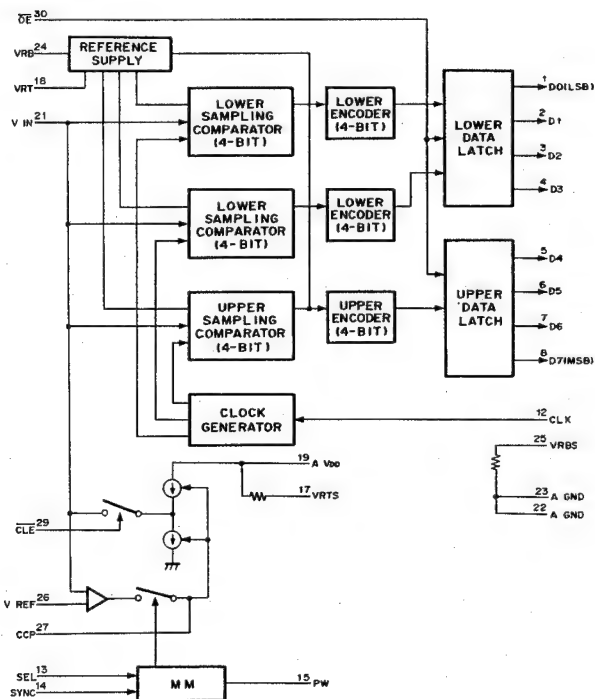 OE 30
VRB 24
REFERENCE
SUPPLY
VRT 18
V IN 21
LOWER
SAMPLING
COMPARATOR
(4-BIT)
LOWER
ENCODER
(4-BIT)
LOWER
DATA
LATCH
1 D0(LSB)
2 D1
3 D2
4 D3
LOWER
SAMPLING
COMPARATOR
(4-BIT)
LOWER
ENCODER
(4-BIT)
UPPER
SAMPLING
COMPARATOR
(4-BIT)
UPPER
ENCODER
(4-BIT)
UPPER
DATA
LATCH
5 D4
6 D5
7 D6
8 D7(MSB)
CLOCK
GENERATOR
12 CLK
19 A VDD
17 VRTS
25 VRBS
23 A GND
22 A GND
CLE 29
V REF 26
CCP 27
SEL 13
SYNC 14
MM
15 PW